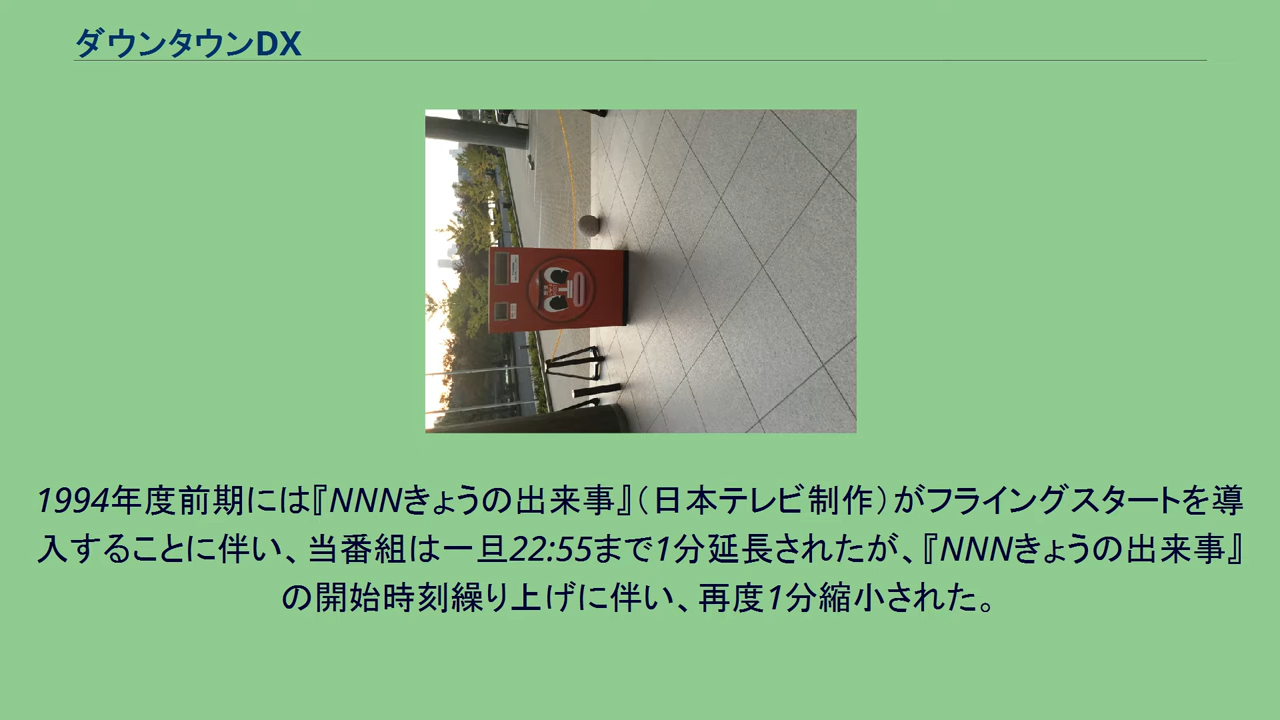 ダウンタウンDX
1994年度前期には『NNNきょうの出来事』（日本テレビ制作）がフライングスタートを導
入することに伴い、当番組は一旦22:55まで1分延長されたが、『NNNきょうの出来事』
の開始時刻繰り上げに伴い、再度1分縮小された。